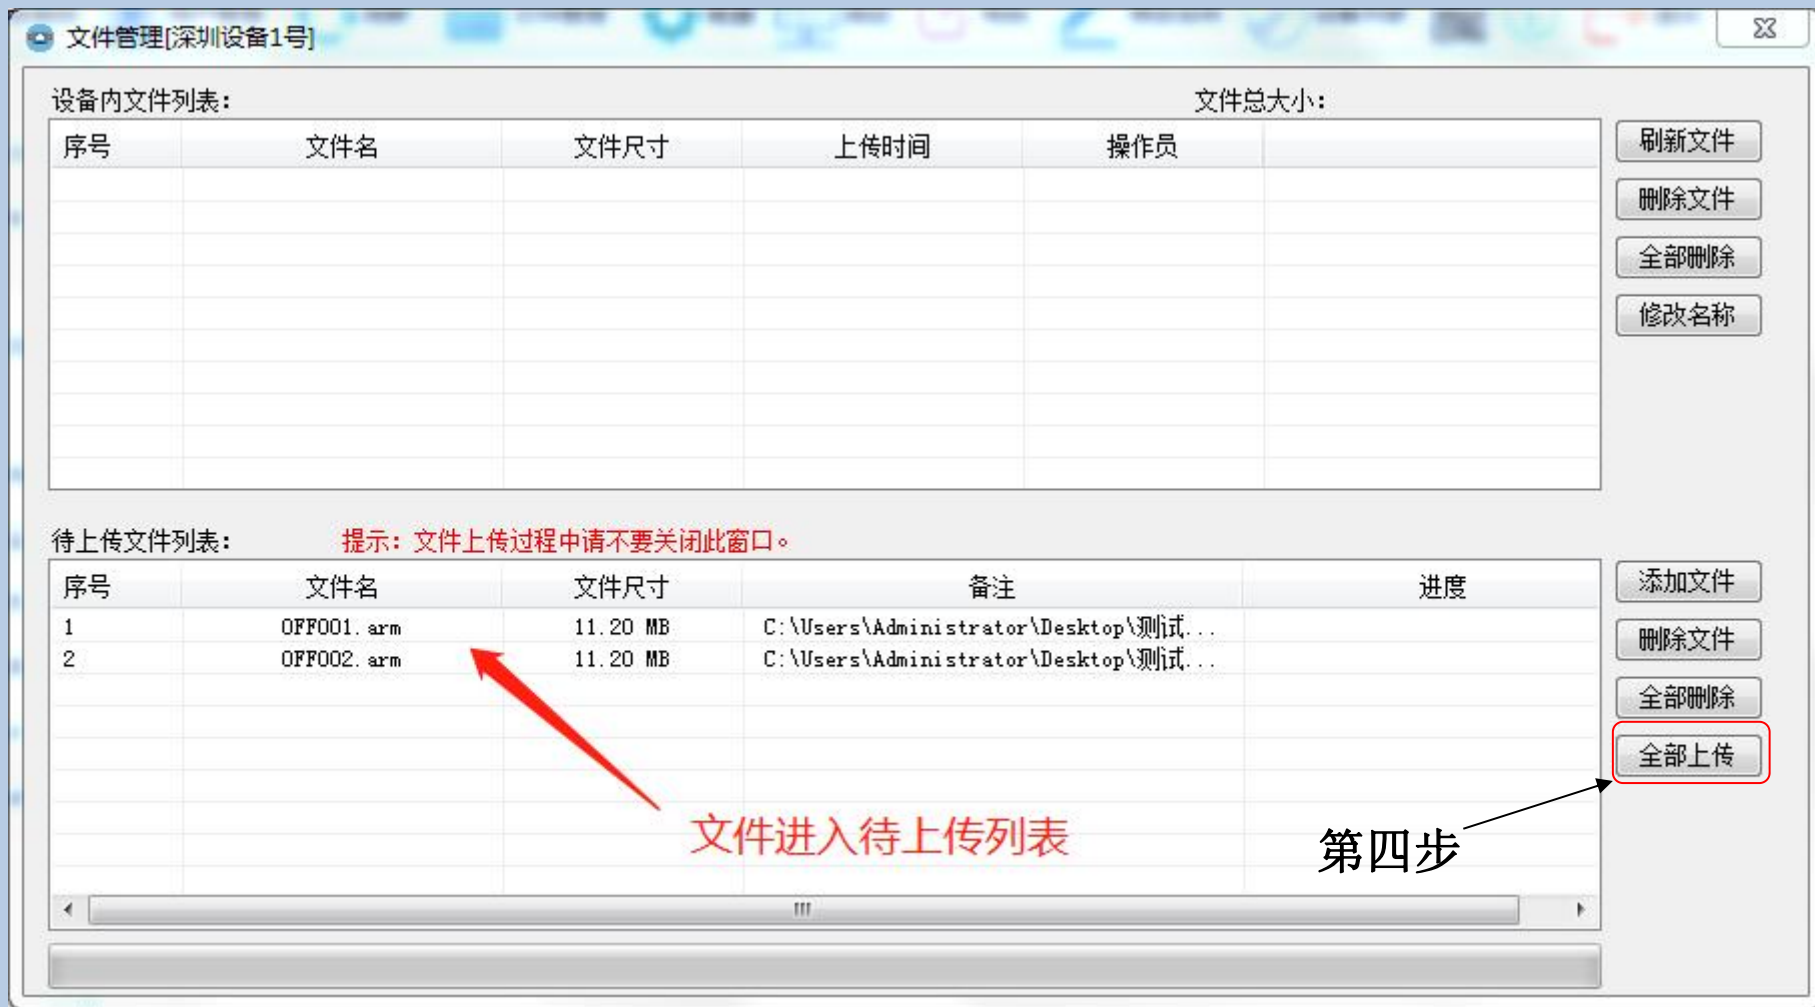 文件管理[深圳设备1号]
设备内文件列表: 文件总大小:
序号 文件名 文件尺寸 上传时间 操作员
刷新文件
删除文件
全部删除
修改名称
待上传文件列表: 提示: 文件上传过程中请不要关闭此窗口。
序号 文件名 文件尺寸 备注 进度
1 OFF001.arm 11.20 MB C:\Users\Administrator\Desktop\测试...
2 OFF002.arm 11.20 MB C:\Users\Administrator\Desktop\测试...
添加文件
删除文件
全部删除
全部上传
文件进入待上传列表
第四步